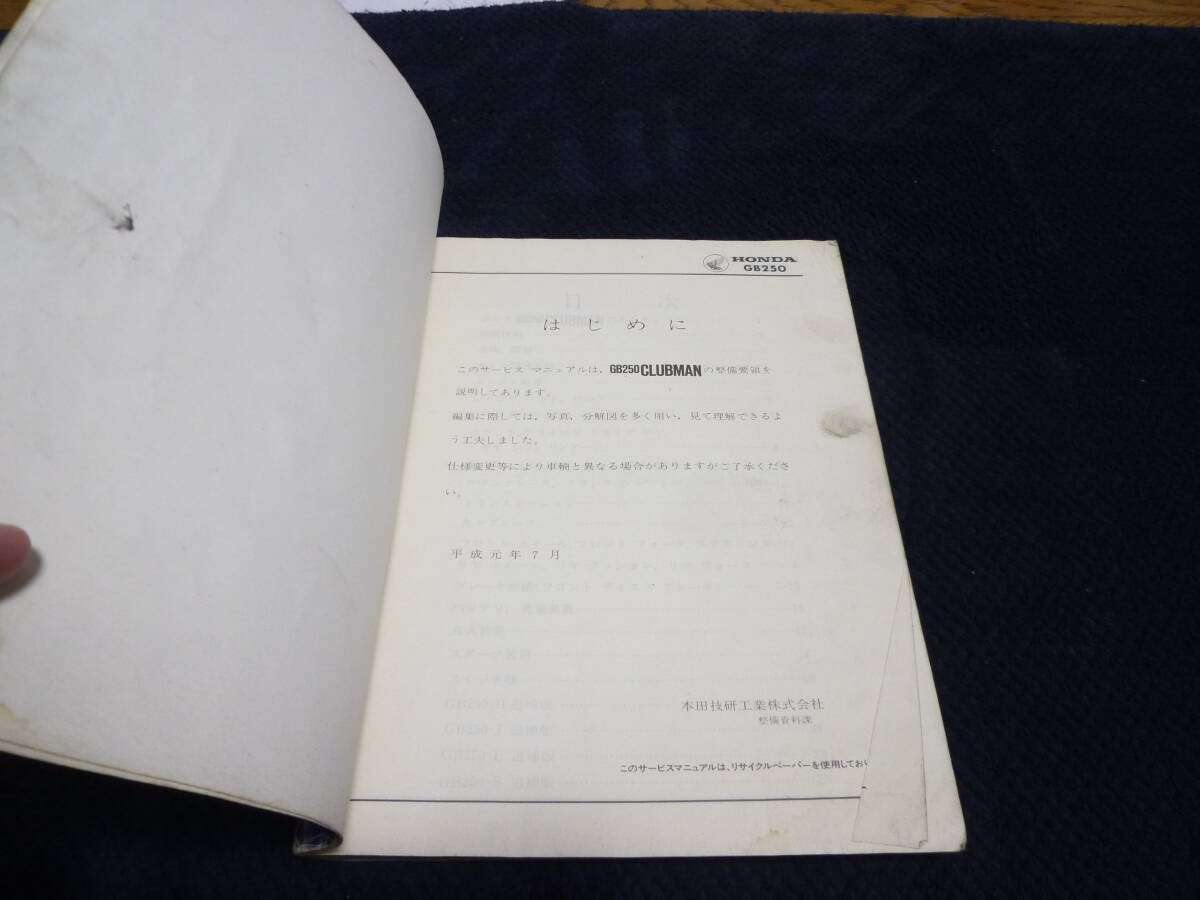 HONDA
GB250
はじめに
このサービス マニュアルは，GB250 CLUBMANの整備要領を
説明してあります。
編集に際しては，写真，分解図を多く用い，見て理解できるよ
う工夫しました。
仕様変更等により車輛と異なる場合がありますがご了承くださ
い。
平成元年7月
本田技研工業株式会社
整備資料課
このサービスマニュアルは、リサイクルペーパーを使用してお